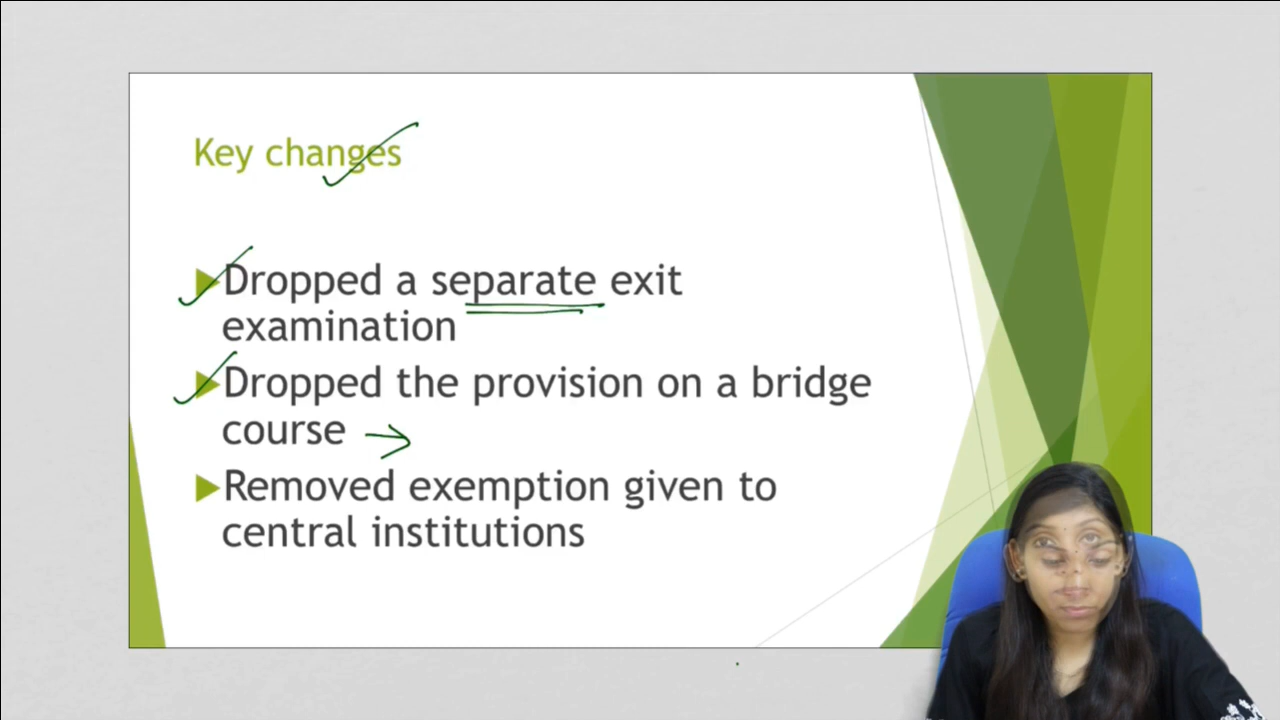 Key changes
Dropped a separate exit
examination
Dropped the provision on a bridge
course
Removed exemption given to
central institutions